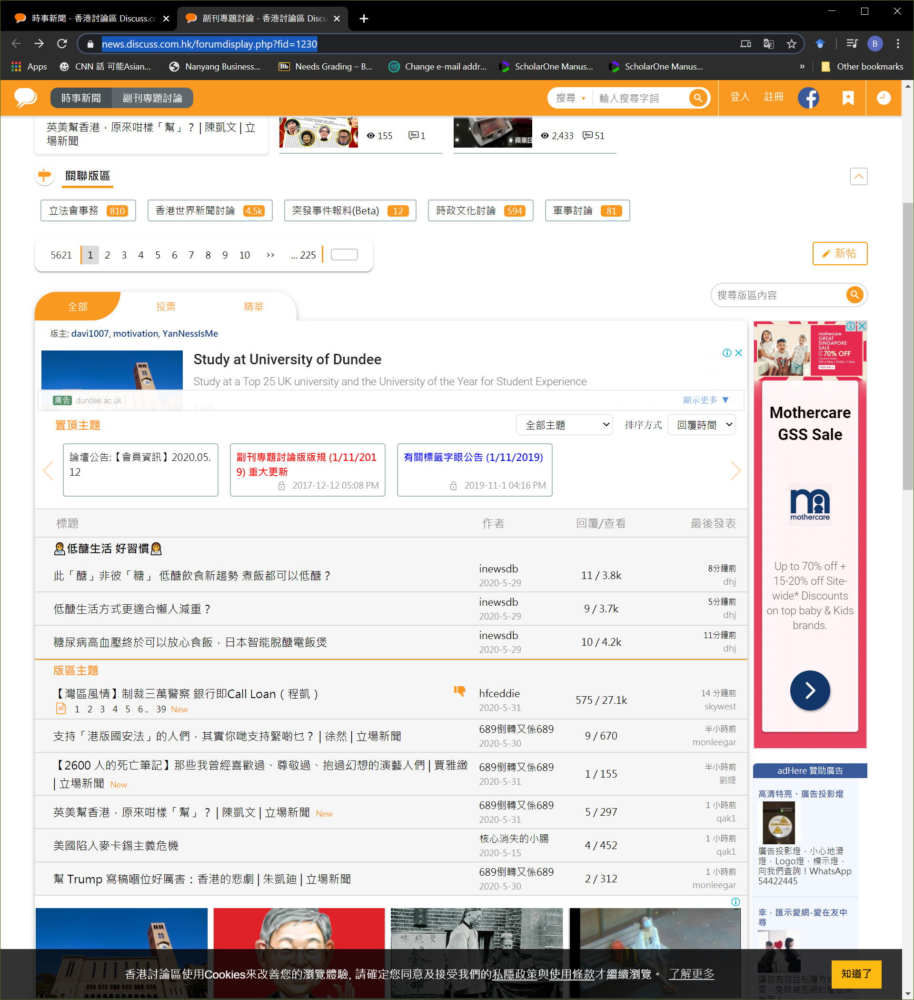 時事新聞 - 香港討論區 Discuss.co
副刊專題討論 - 香港討論區 Discu
news.discuss.com.hk/forumdisplay.php?fid=1230
B
Apps
CNN 話 可能Asian...
Nanyang Business...
Bb Needs Grading – B...
Change e-mail addr...
ScholarOne Manus...
ScholarOne Manus...
» Other bookmarks
時事新聞 副刊專題討論
搜尋 輸入搜尋字詞
登入 註冊
英美幫香港，原來咁樣「幫」？ | 陳凱文 | 立
場新聞
155 1
蘋果日
2,433 51
關聯版區
立法會事務 810
香港世界新聞討論 4.5k
突發事件報料(Beta) 12
時政文化討論 594
軍事討論 81
5621 1 2 3 4 5 6 7 8 9 10 >> ... 225
新帖
全部 投票 精華
搜尋版區內容
版主: davi1007, motivation, YanNessIsMe
Study at University of Dundee
Study at a Top 25 UK university and the University of the Year for Student Experience
廣告 dundee.ac.uk
顯示更多 ▼
置頂主題
全部主題 排序方式 回覆時間
論壇公告:【會員資訊】2020.05.
12
副刊專題討論版版規 (1/11/201
9) 重大更新
2017-12-12 05:08 PM
有關標籤字眼公告 (1/11/2019)
2019-11-1 04:16 PM
標題 作者 回覆/查看 最後發表
低醣生活 好習慣
此「醣」非彼「糖」 低醣飲食新趨勢 煮飯都可以低醣？
inewsdb 11 / 3.8k 8分鐘前
2020-5-29 dhj
低醣生活方式更適合懶人減重？
inewsdb 9 / 3.7k 5分鐘前
2020-5-29 dhj
糖尿病高血壓終於可以放心食飯，日本智能脫醣電飯煲
inewsdb 10 / 4.2k 11分鐘前
2020-5-29 dhj
版區主題
【灣區風情】制裁三萬警察 銀行即Call Loan（程凱）
1 2 3 4 5 6 .. 39 New
hfceddie 575 / 27.1k 14 分鐘前
2020-5-31 skywest
支持「港版國安法」的人們，其實你哋支持緊啲乜？ | 徐然 | 立場新聞
689倒轉又係689 9 / 670 半小時前
2020-5-30 monleegar
【2600 人的死亡筆記】那些我曾經喜歡過、尊敬過、抱過幻想的演藝人們 | 賈雅緻
| 立場新聞 New
689倒轉又係689 1 / 155 半小時前
2020-5-31 劉婕
英美幫香港，原來咁樣「幫」？ | 陳凱文 | 立場新聞 New
689倒轉又係689 5 / 297 1 小時前
2020-5-31 qak1
美國陷入麥卡錫主義危機
核心消失的小腸 4 / 452 1 小時前
2020-5-15 qak1
幫 Trump 寫稿嗰位好厲害：香港的悲劇 | 朱凱廸 | 立場新聞
689倒轉又係689 2 / 312 1 小時前
2020-5-30 monleegar
mothercare
GREAT
SINGAPORE
SALE
UP TO 70% OFF
Checkout Dates
VIP: 6 May | Public: 7 May
shop now
Mothercare
GSS Sale
mothercare
Up to 70% off +
15-20% off Site-
wide* Discounts
on top baby & Kids
brands.
adHere 贊助廣告
高清特亮、廣告投影燈
廣告投影燈．小心地滑
燈．Logo燈．標示燈．
向我們查詢！WhatsApp
54422445
幸．匯示愛網-愛在友中
尋
讓你有效且私隱方式
愛，免除被拒絕的尷尬與
香港討論區使用Cookies來改善您的瀏覽體驗, 請確定您同意及接受我們的私隱政策與使用條款才繼續瀏覽。 了解更多
知道了